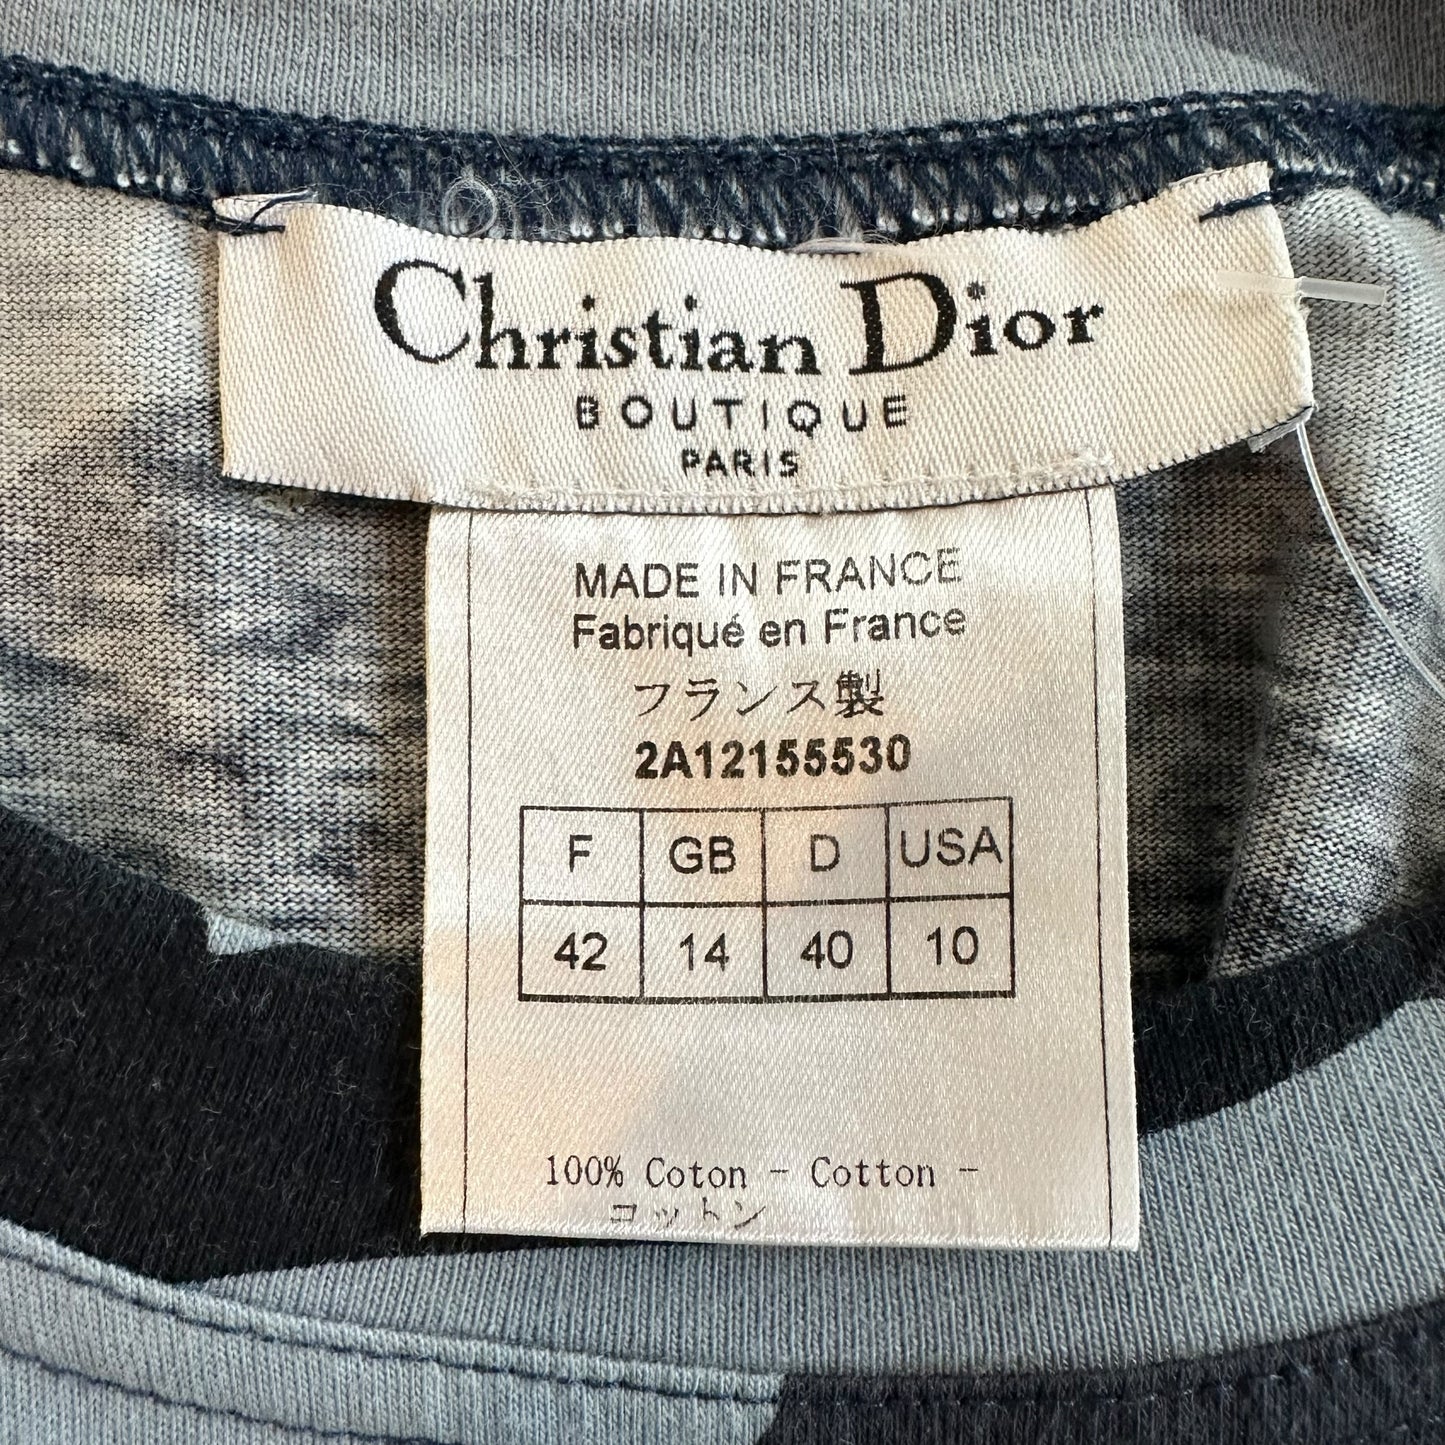 Christian Dior
BOUTIQUE
PARIS
MADE IN FRANCE
Fabriqué en France
フランス製
2A12155530
F GB D USA
42 14 40 10
100% Coton - Cotton -
コットン